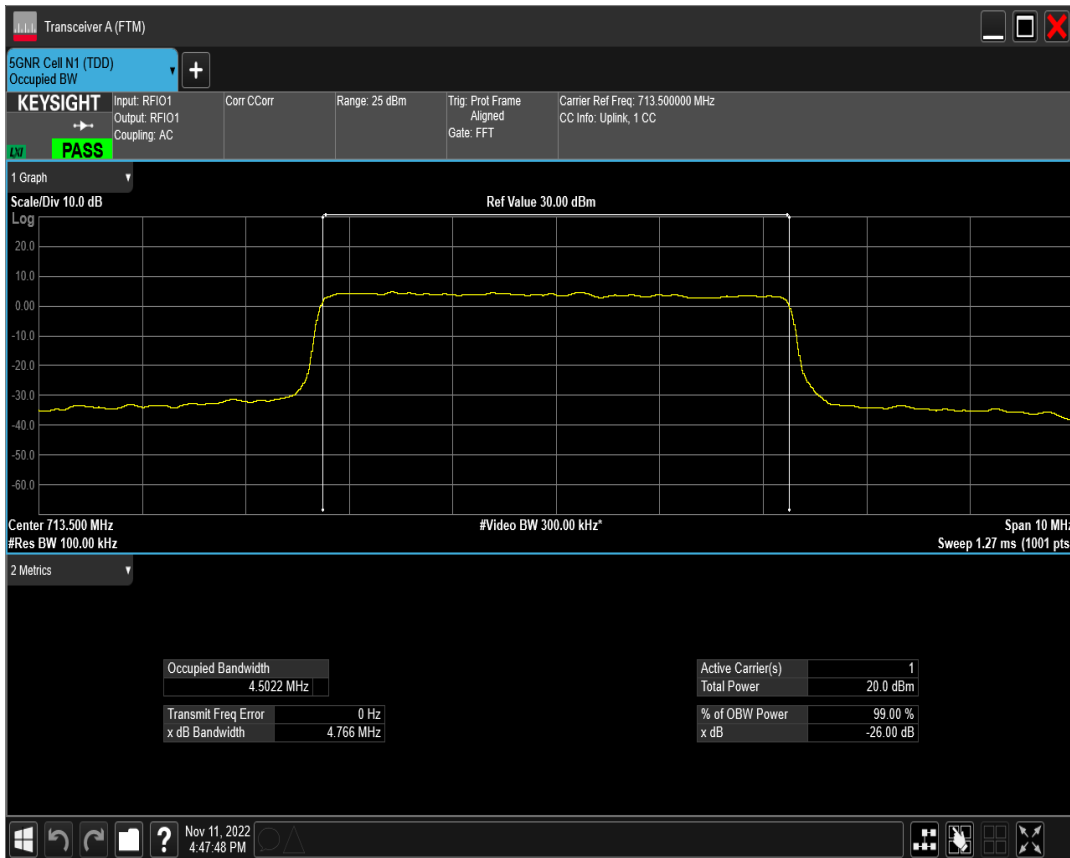 Transceiver A (FTM)
5GNR Cell N1 (TDD)
Occupied BW
+
KEYSIGHT
Input: RFIO1
Output: RFIO1
Coupling: AC
Corr CCorr
Range: 25 dBm
Trig: Prot Frame
Aligned
Gate: FFT
Carrier Ref Freq: 713.500000 MHz
CC Info: Uplink, 1 CC
LXI
PASS
1 Graph
Scale/Div 10.0 dB
Ref Value 30.00 dBm
Log
20.0
10.0
0.00
-10.0
-20.0
-30.0
-40.0
-50.0
-60.0
Center 713.500 MHz
#Video BW 300.00 kHz*
Span 10 MHz
#Res BW 100.00 kHz
Sweep 1.27 ms (1001 pts
2 Metrics
Occupied Bandwidth
4.5022 MHz
Transmit Freq Error 0 Hz
x dB Bandwidth 4.766 MHz
Active Carrier(s) 1
Total Power 20.0 dBm
% of OBW Power 99.00 %
x dB -26.00 dB
?
Nov 11, 2022
4:47:48 PM